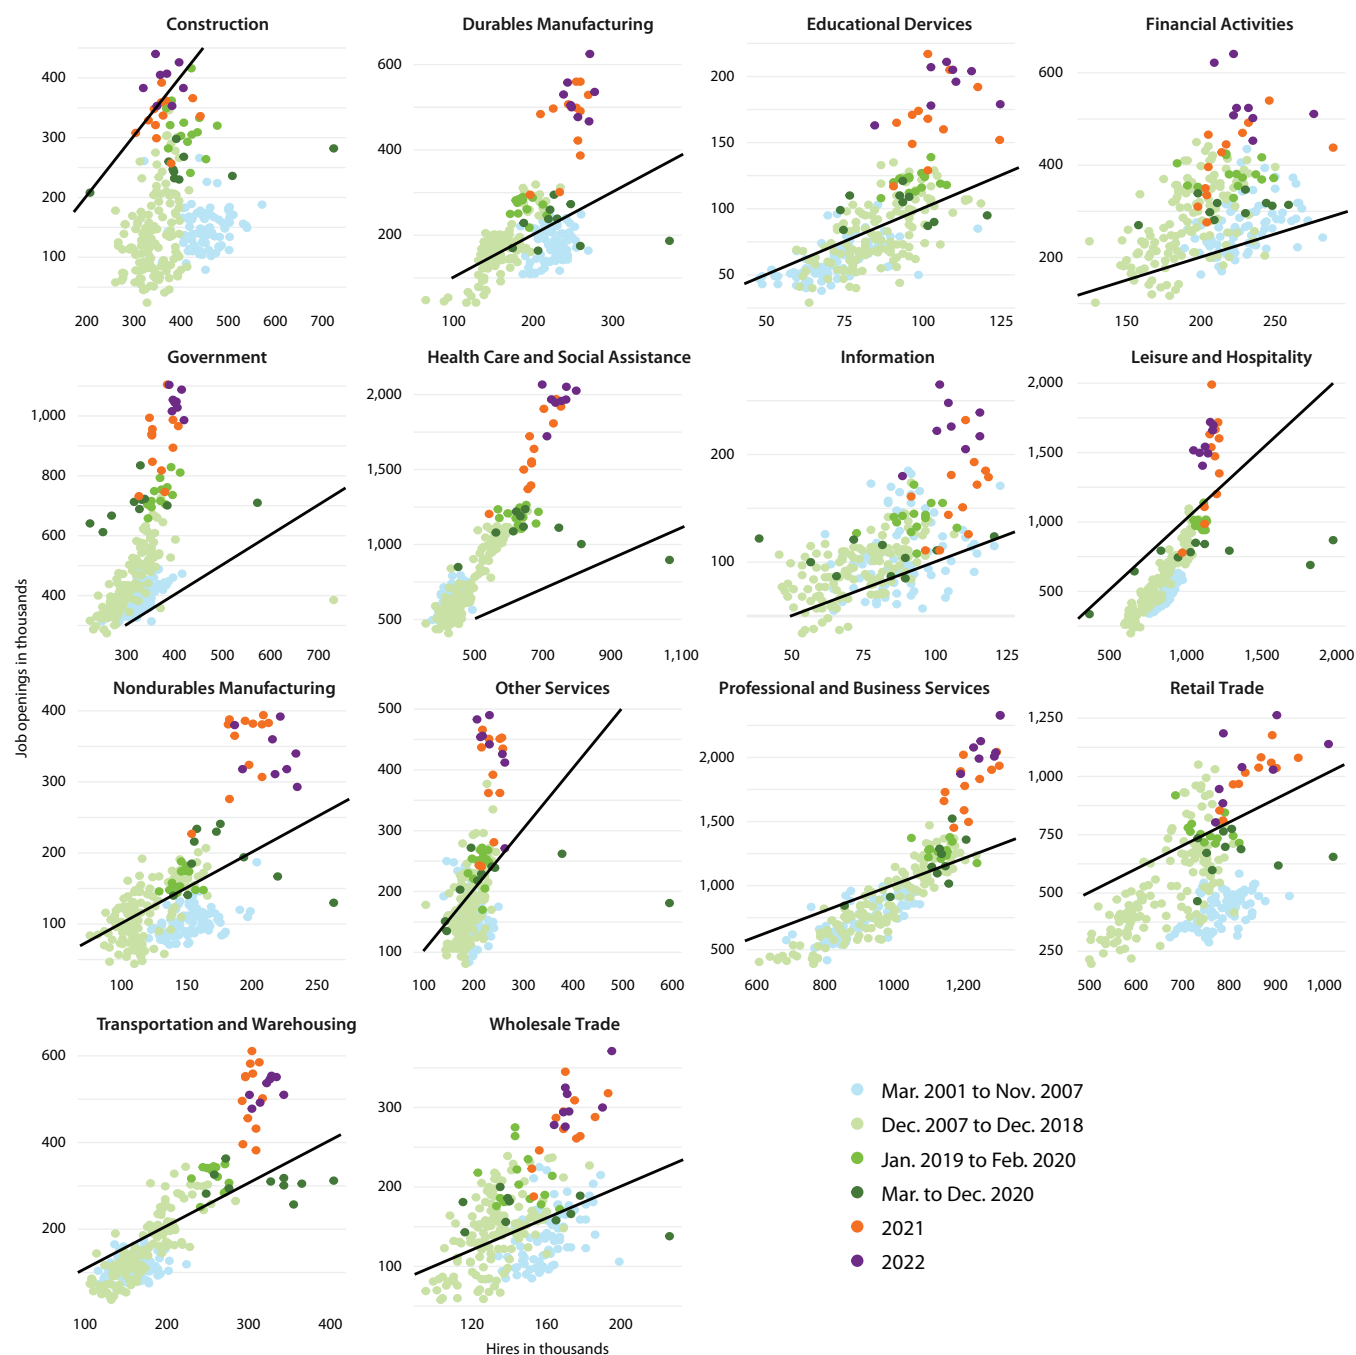 Construction
Durables Manufacturing
Educational Dervices
Financial Activities
400
300
200
100
200 300 400 500 600 700
600
400
200
100 200 300
200
150
100
50
50 75 100 125
600
400
200
150 200 250
Government
Health Care and Social Assistance
Information
Leisure and Hospitality
1,000
800
600
400
300 400 500 600 700
2,000
1,500
1,000
500
500 700 900 1,100
200
100
50 75 100 125
2,000
1,500
1,000
500
500 1,000 1,500 2,000
Job openings in thousands
Nondurables Manufacturing
Other Services
Professional and Business Services
Retail Trade
400
300
200
100
100 150 200 250
500
400
300
200
100
100 200 300 400 500 600
2,000
1,500
1,000
500
600 800 1000 1,200
1,250
1,000
750
500
250
500 600 700 800 900 1,000
Transportation and Warehousing
Wholesale Trade
600
400
200
100 200 300 400
300
200
100
120 160 200
Hires in thousands
Mar. 2001 to Nov. 2007
Dec. 2007 to Dec. 2018
Jan. 2019 to Feb. 2020
Mar. to Dec. 2020
2021
2022